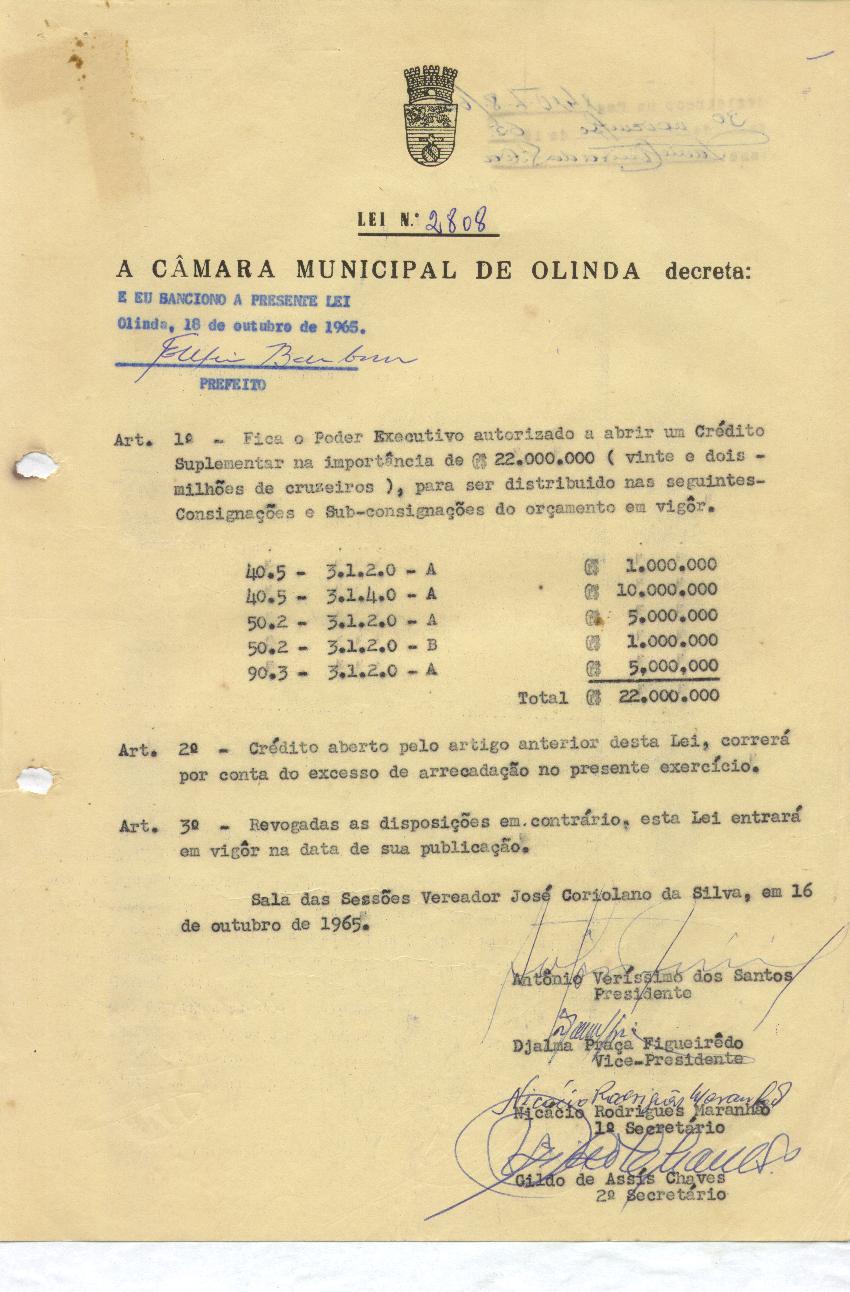 LEI N.º 2808
A CÂMARA MUNICIPAL DE OLINDA decreta:
E EU SANCIONO A PRESENTE LEI
Olinda, 18 de outubro de 1965.
PREFEITO
Art. 1º - Fica o Poder Executivo autorizado a abrir um Crédito
Suplementar na importância de Cr$ 22.000.000 ( vinte e dois -
milhões de cruzeiros ), para ser distribuido nas seguintes-
Consignações e Sub-consignações do orçamento em vigôr.
40.5 - 3.1.2.0 - A Cr$ 1.000.000
40.5 - 3.1.4.0 - A Cr$ 10.000.000
50.2 - 3.1.2.0 - A Cr$ 5.000.000
50.2 - 3.1.2.0 - B Cr$ 1.000.000
90.3 - 3.1.2.0 - A Cr$ 5,000,000
Total Cr$ 22.000.000
Art. 2º - Crédito aberto pelo artigo anterior desta Lei, correrá
por conta do excesso de arrecadação no presente exercício.
Art. 3º - Revogadas as disposições em contrário, esta Lei entrará
em vigôr na data de sua publicação.
Sala das Sessões Vereador José Coriolano da Silva, em 16
de outubro de 1965.
Antônio Veríssimo dos Santos
Presidente
Djalma Praça Figueirêdo
Vice-Presidente
Nicácio Rodrigues Maranhão
Nicácio Rodrigues Maranhão
1º Secretário
Gildo de Assís Chaves
2º Secretário